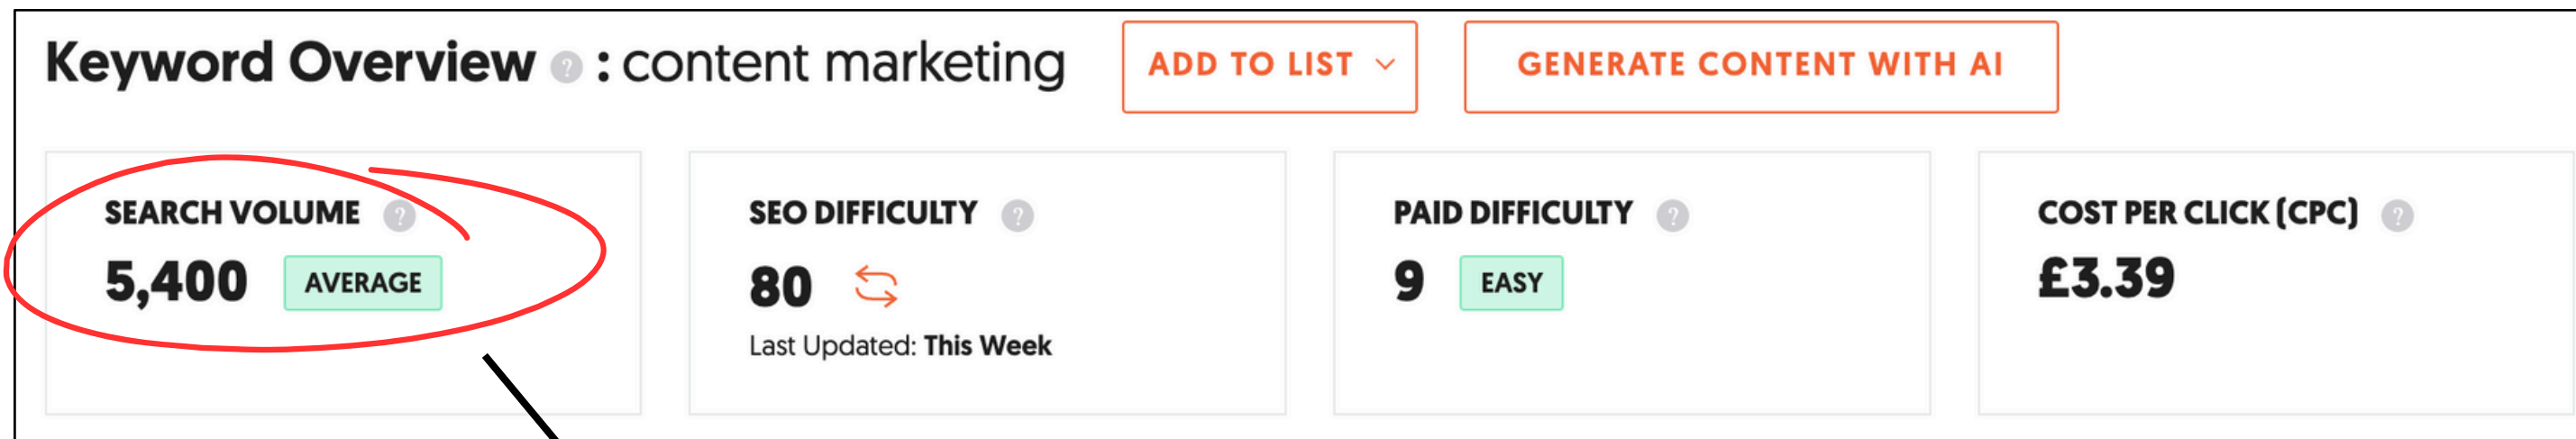 Keyword Overview ? : content marketing
ADD TO LIST
GENERATE CONTENT WITH AI
SEARCH VOLUME ?
5,400 AVERAGE
SEO DIFFICULTY ?
80
Last Updated: This Week
PAID DIFFICULTY ?
9 EASY
COST PER CLICK (CPC) ?
£3.39